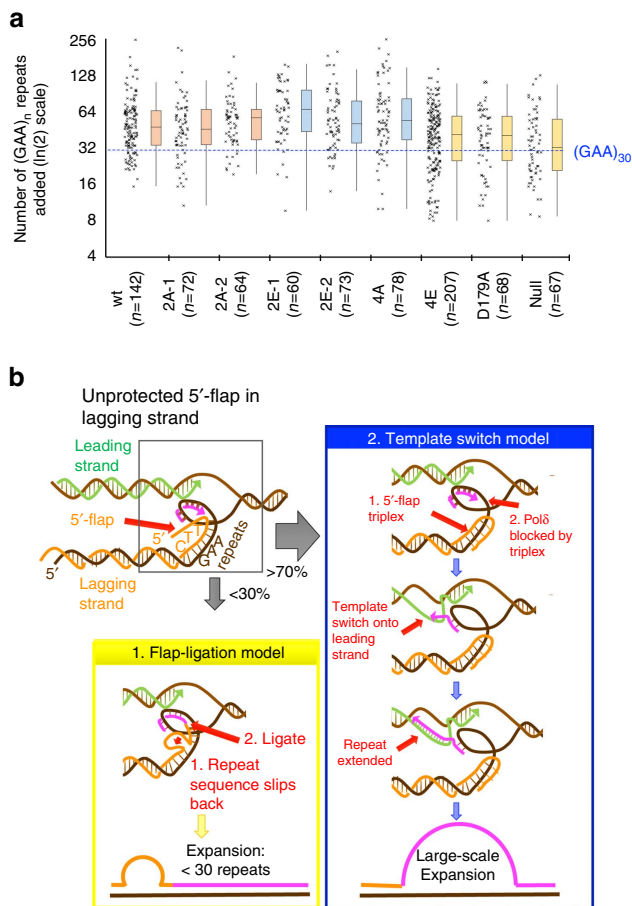 a
Number of (GAA)n repeats
added (ln(2) scale)
256
128
64
32
16
8
4
(GAA)30
wt
(n=142)
2A-1
(n=72)
2A-2
(n=64)
2E-1
(n=60)
2E-2
(n=73)
4A
(n=78)
4E
(n=207)
D179A
(n=68)
Null
(n=67)
b
Unprotected 5′-flap in
lagging strand
Leading
strand
5′-flap
5′
CTT
GAA
repeats
5′
Lagging
strand
>70%
<30%
1. Flap-ligation model
2. Ligate
1. Repeat
sequence slips
back
Expansion:
< 30 repeats
2. Template switch model
1. 5′-flap
triplex
2. Polδ
blocked by
triplex
Template
switch onto
leading
strand
Repeat
extended
Large-scale
Expansion